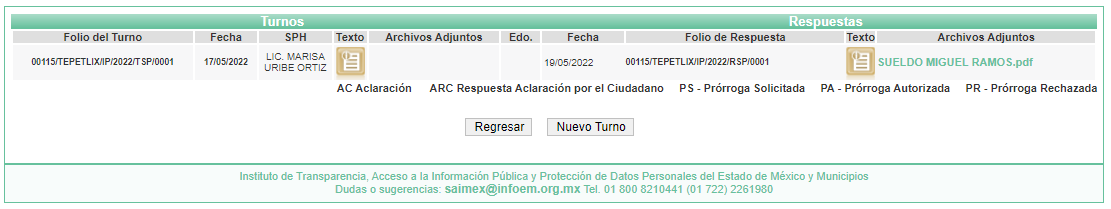 Turnos Respuestas
Folio del Turno Fecha SPH Texto Archivos Adjuntos Edo. Fecha Folio de Respuesta Texto Archivos Adjuntos
00115/TEPETLIX/IP/2022/TSP/0001 17/05/2022 LIC. MARISA URIBE ORTIZ 19/05/2022 00115/TEPETLIX/IP/2022/RSP/0001 SUELDO MIGUEL RAMOS.pdf
AC Aclaración ARC Respuesta Aclaración por el Ciudadano PS - Prórroga Solicitada PA - Prórroga Autorizada PR - Prórroga Rechazada
Regresar Nuevo Turno
Instituto de Transparencia, Acceso a la Información Pública y Protección de Datos Personales del Estado de México y Municipios
Dudas o sugerencias: saimex@infoem.org.mx Tel. 01 800 8210441 (01 722) 2261980